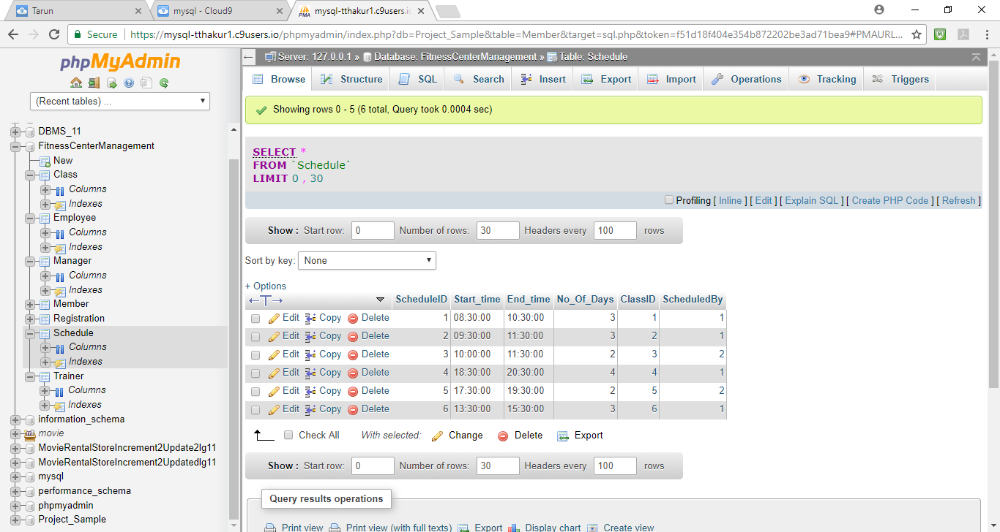 Tarun
mysql - Cloud9
mysql-tthakur1.c9users.io
Secure https://mysql-tthakur1.c9users.io/phpmyadmin/index.php?db=Project_Sample&table=Member&target=sql.php&token=f51d18f404e354b872202be3ad71bea9#PMAURL...
phpMyAdmin
(Recent tables) ...
DBMS_11
FitnessCenterManagement
New
Class
Columns
Indexes
Employee
Columns
Indexes
Manager
Columns
Indexes
Member
Registration
Schedule
Columns
Indexes
Trainer
Columns
Indexes
information_schema
movie
MovieRentalStoreIncrement2Update2Ig11
MovieRentalStoreIncrement2UpdatedIg11
mysql
performance_schema
phpmyadmin
Project_Sample
Server: 127.0.0.1 » Database: FitnessCenterManagement » Table: Schedule
Browse Structure SQL Search Insert Export Import Operations Tracking Triggers
Showing rows 0 - 5 (6 total, Query took 0.0004 sec)
SELECT *
FROM `Schedule`
LIMIT 0 , 30
Profiling [ Inline ] [ Edit ] [ Explain SQL ] [ Create PHP Code ] [ Refresh ]
Show : Start row: 0 Number of rows: 30 Headers every 100 rows
Sort by key: None
+ Options
ScheduleID Start_time End_time No_Of_Days ClassID ScheduledBy
Edit Copy Delete 1 08:30:00 10:30:00 3 1 1
Edit Copy Delete 2 09:30:00 11:30:00 3 2 1
Edit Copy Delete 3 10:00:00 11:30:00 2 3 2
Edit Copy Delete 4 18:30:00 20:30:00 4 4 1
Edit Copy Delete 5 17:30:00 19:30:00 2 5 2
Edit Copy Delete 6 13:30:00 15:30:00 3 6 1
Check All With selected: Change Delete Export
Show : Start row: 0 Number of rows: 30 Headers every 100 rows
Query results operations
Print view Print view (with full texts) Export Display chart Create view